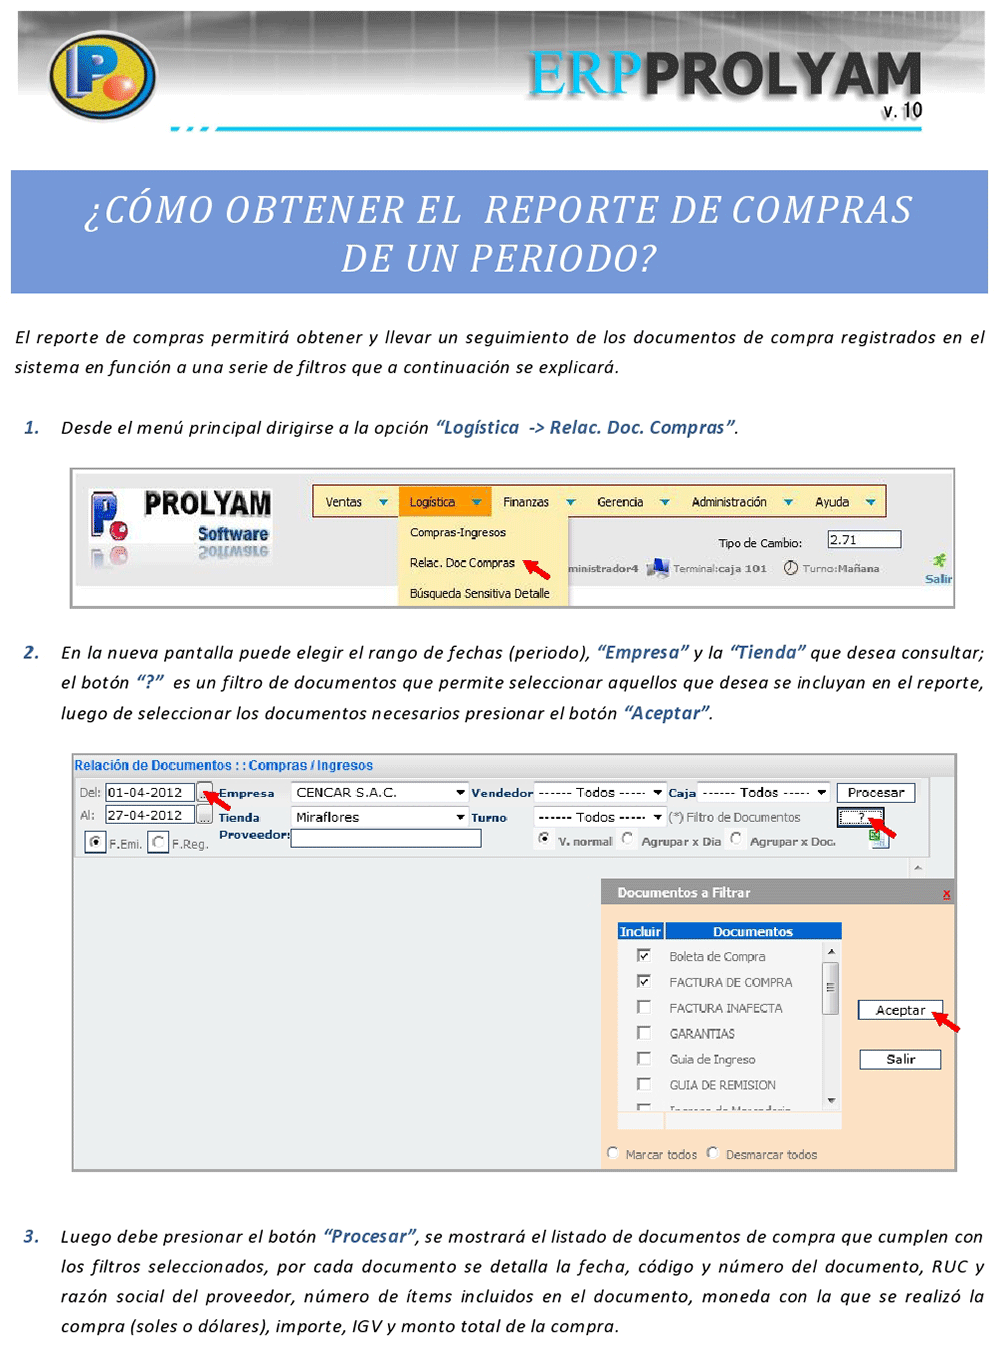 ERPPROLYAM
v. 10
¿CÓMO OBTENER EL REPORTE DE COMPRAS
DE UN PERIODO?
El reporte de compras permitirá obtener y llevar un seguimiento de los documentos de compra registrados en el
sistema en función a una serie de filtros que a continuación se explicará.
1. Desde el menú principal dirigirse a la opción “Logística -> Relac. Doc. Compras”.
PROLYAM
Software
Ventas Logística Finanzas Gerencia Administración Ayuda
Compras-Ingresos
Relac. Doc Compras
Búsqueda Sensitiva Detalle
Tipo de Cambio: 2.71
ministrador4 Terminal:caja 101 Turno:Mañana
Salir
2. En la nueva pantalla puede elegir el rango de fechas (periodo), “Empresa” y la “Tienda” que desea consultar;
el botón “?” es un filtro de documentos que permite seleccionar aquellos que desea se incluyan en el reporte,
luego de seleccionar los documentos necesarios presionar el botón “Aceptar”.
Relación de Documentos : : Compras / Ingresos
Del: 01-04-2012 ... Empresa CENCAR S.A.C. Vendedor ------ Todos ----- Caja ------ Todos ----- Procesar
Al: 27-04-2012 ... Tienda Miraflores Turno ------ Todos ----- (*) Filtro de Documentos ?
F.Emi. F.Reg. Proveedor: V. normal Agrupar x Dia Agrupar x Doc.
Documentos a Filtrar x
Incluir Documentos
Boleta de Compra
FACTURA DE COMPRA
FACTURA INAFECTA
GARANTIAS
Guia de Ingreso
GUIA DE REMISION
Aceptar
Salir
Marcar todos Desmarcar todos
3. Luego debe presionar el botón “Procesar”, se mostrará el listado de documentos de compra que cumplen con
los filtros seleccionados, por cada documento se detalla la fecha, código y número del documento, RUC y
razón social del proveedor, número de ítems incluidos en el documento, moneda con la que se realizó la
compra (soles o dólares), importe, IGV y monto total de la compra.